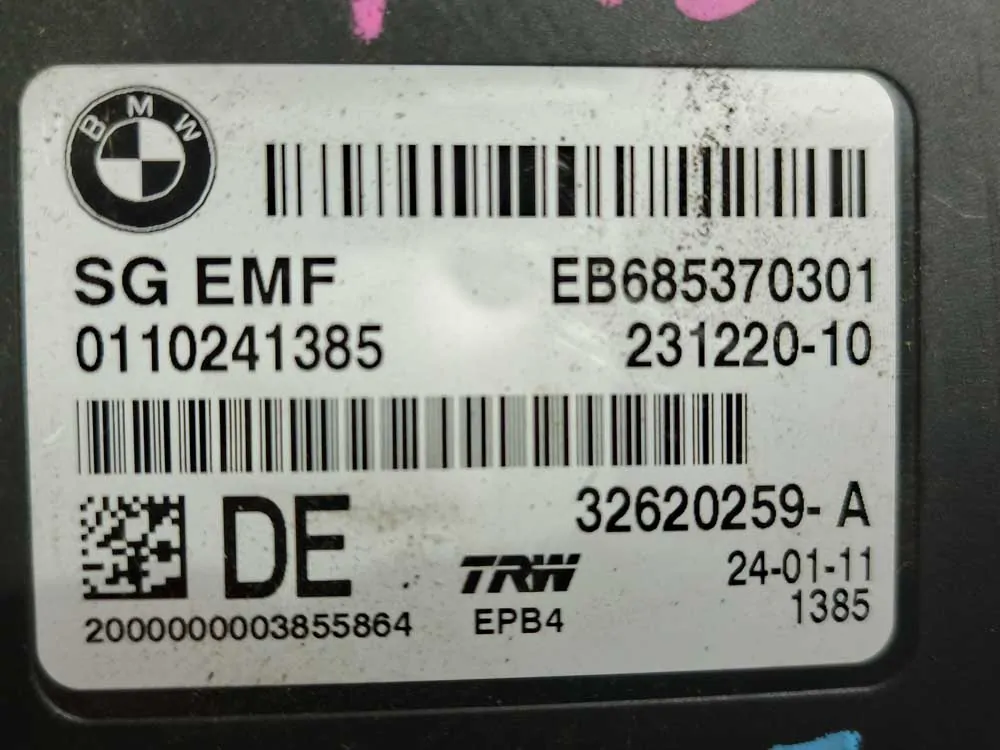 BMW
SG EMF EB685370301
0110241385 231220-10
32620259- A
DE
TRW 24-01-11
EPB4 1385
2000000003855864